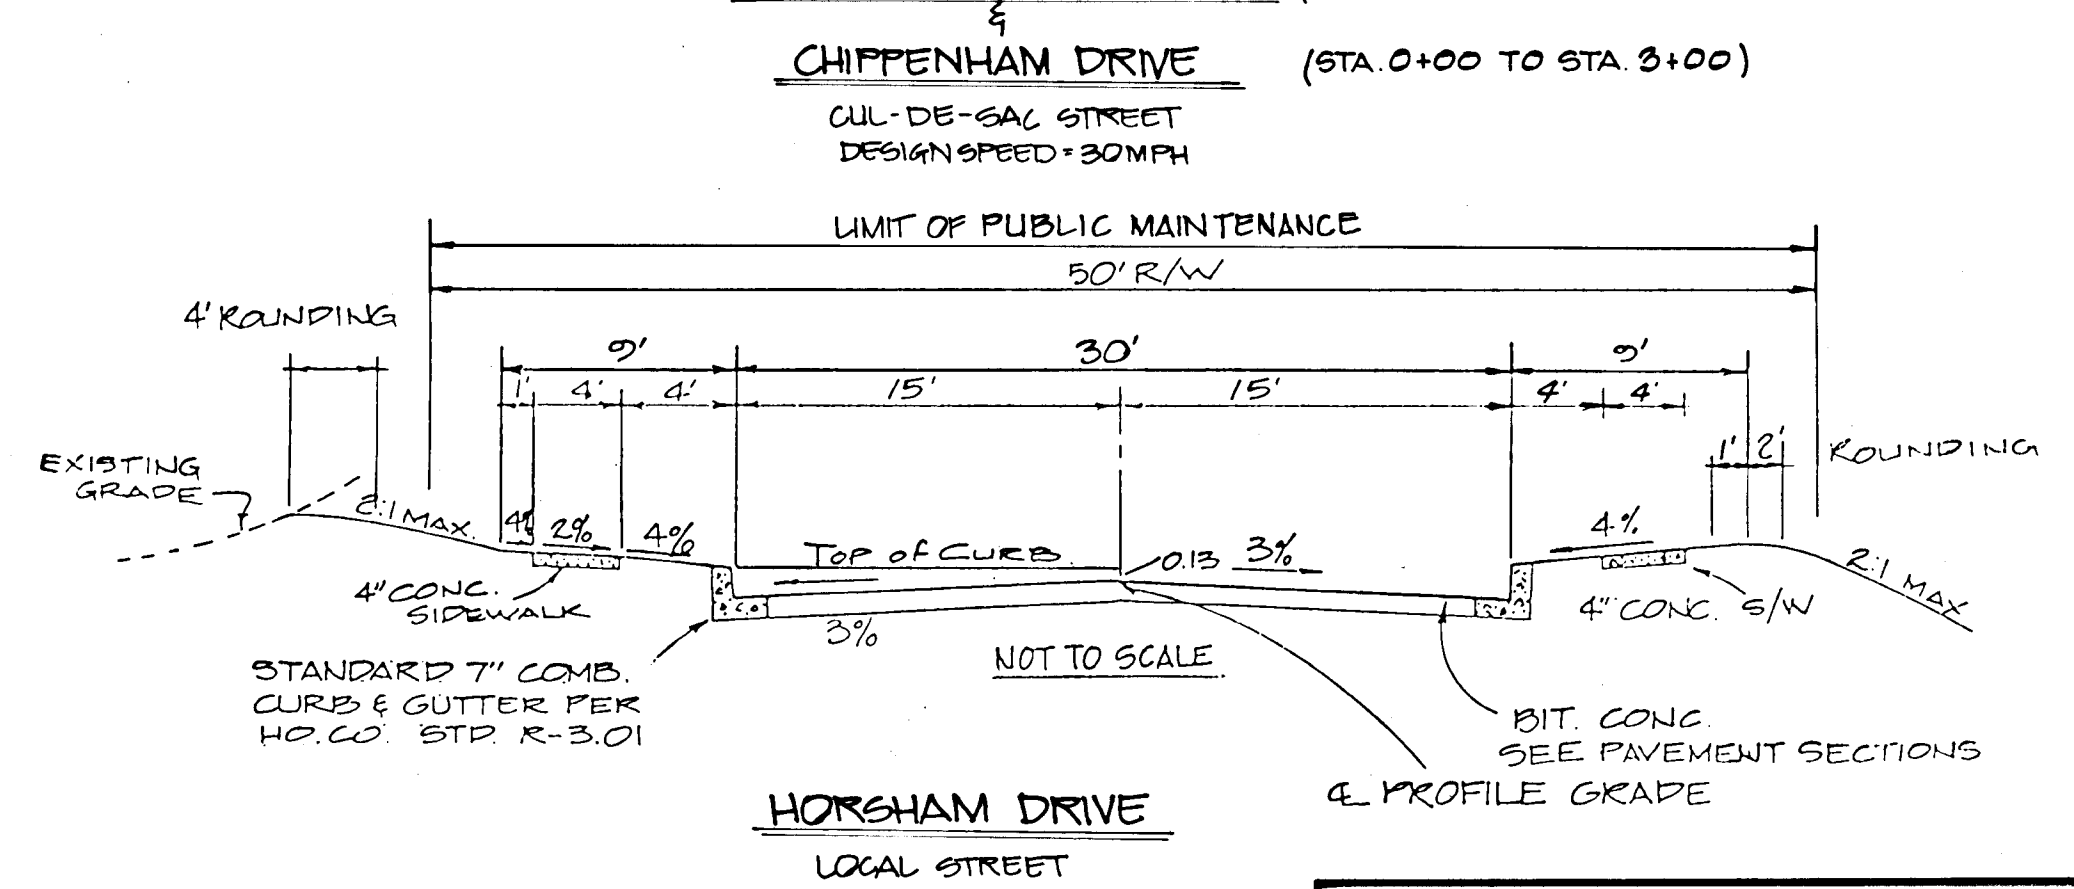 &
CHIPPENHAM DRIVE (STA. 0+00 TO STA. 3+00)
CUL-DE-SAC STREET
DESIGN SPEED = 30 MPH
LIMIT OF PUBLIC MAINTENANCE
50' R/W
4' ROUNDING
9' 30' 9'
1' 4' 4' 15' 15' 4' 4'
1' 2' ROUNDING
EXISTING
GRADE
2:1 MAX.
4% 2% 4% 4%
TOP OF CURB 0.13 3%
2:1 MAX
4" CONC.
SIDEWALK
4" CONC. S/W
3%
NOT TO SCALE
STANDARD 7" COMB.
CURB & GUTTER PER
HO.CO. STD. R-3.01
BIT. CONC.
SEE PAVEMENT SECTIONS
℄ PROFILE GRADE
HORSHAM DRIVE
LOCAL STREET